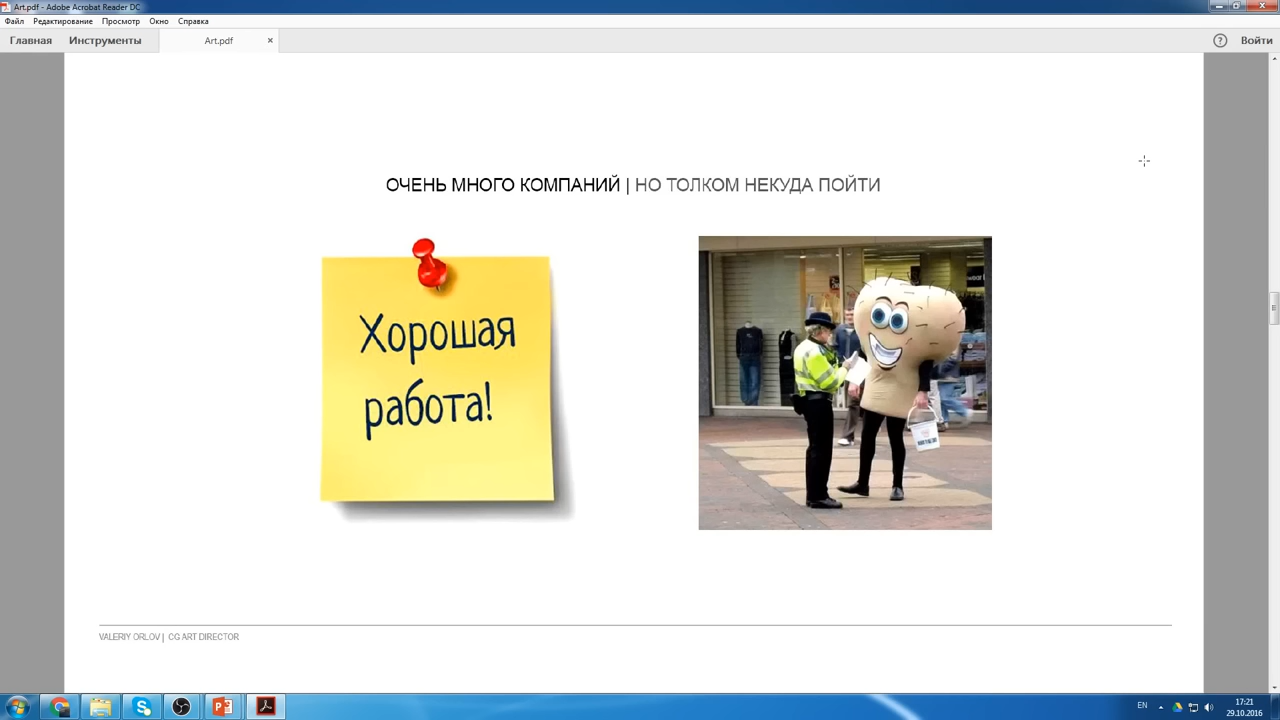 Art.pdf - Adobe Acrobat Reader DC
Файл Редактирование Просмотр Окно Справка
Главная Инструменты Art.pdf Войти
ОЧЕНЬ МНОГО КОМПАНИЙ | НО ТОЛКОМ НЕКУДА ПОЙТИ
Хорошая
работа!
VALERIY ORLOV | CG ART DIRECTOR
EN 17:21
29.10.2016